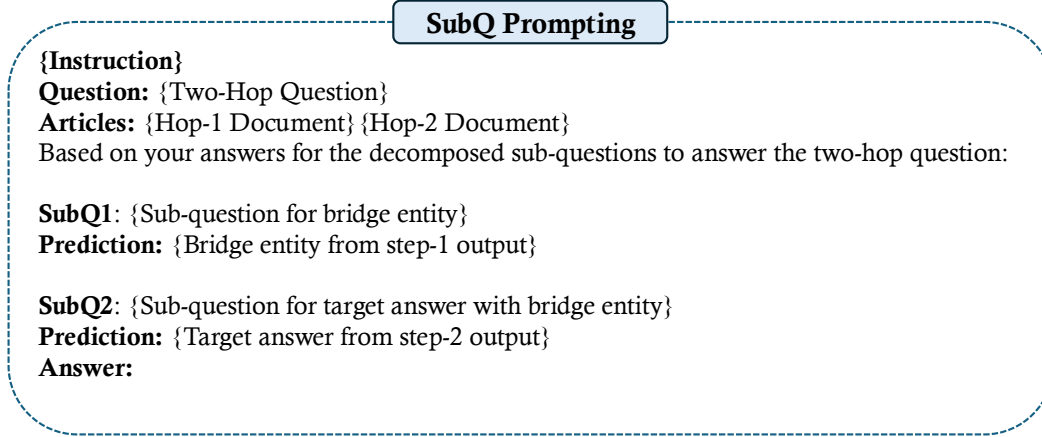 SubQ Prompting
{Instruction}
Question: {Two-Hop Question}
Articles: {Hop-1 Document} {Hop-2 Document}
Based on your answers for the decomposed sub-questions to answer the two-hop question:
SubQ1: {Sub-question for bridge entity}
Prediction: {Bridge entity from step-1 output}
SubQ2: {Sub-question for target answer with bridge entity}
Prediction: {Target answer from step-2 output}
Answer: